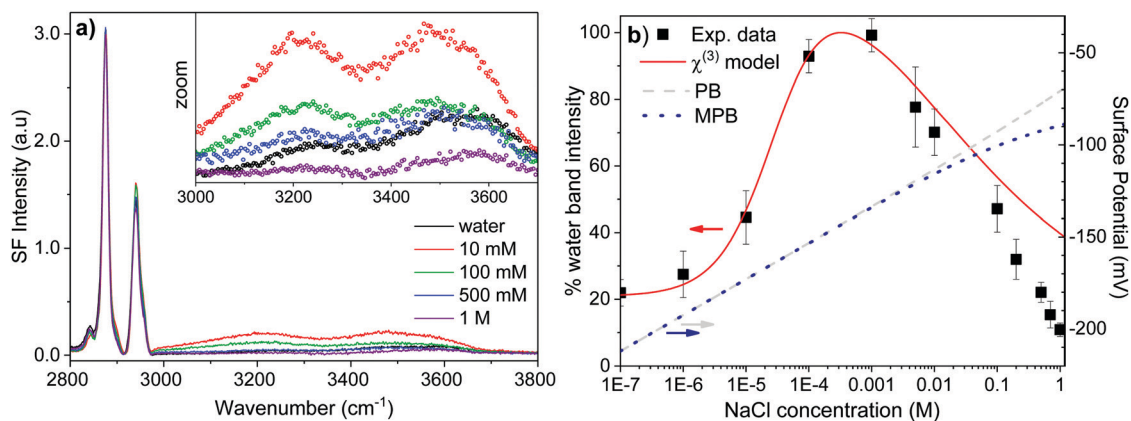 a)
SF Intensity (a.u)
3.0
2.0
1.0
0.0
2800 3000 3200 3400 3600 3800
Wavenumber (cm⁻¹)
zoom
3000 3200 3400 3600
water
10 mM
100 mM
500 mM
1 M
b)
Exp. data
χ⁽³⁾ model
PB
MPB
% water band intensity
100
80
60
40
20
0
1E-7 1E-6 1E-5 1E-4 0.001 0.01 0.1 1
NaCl concentration (M)
-50
-100
-150
-200
Surface Potential (mV)